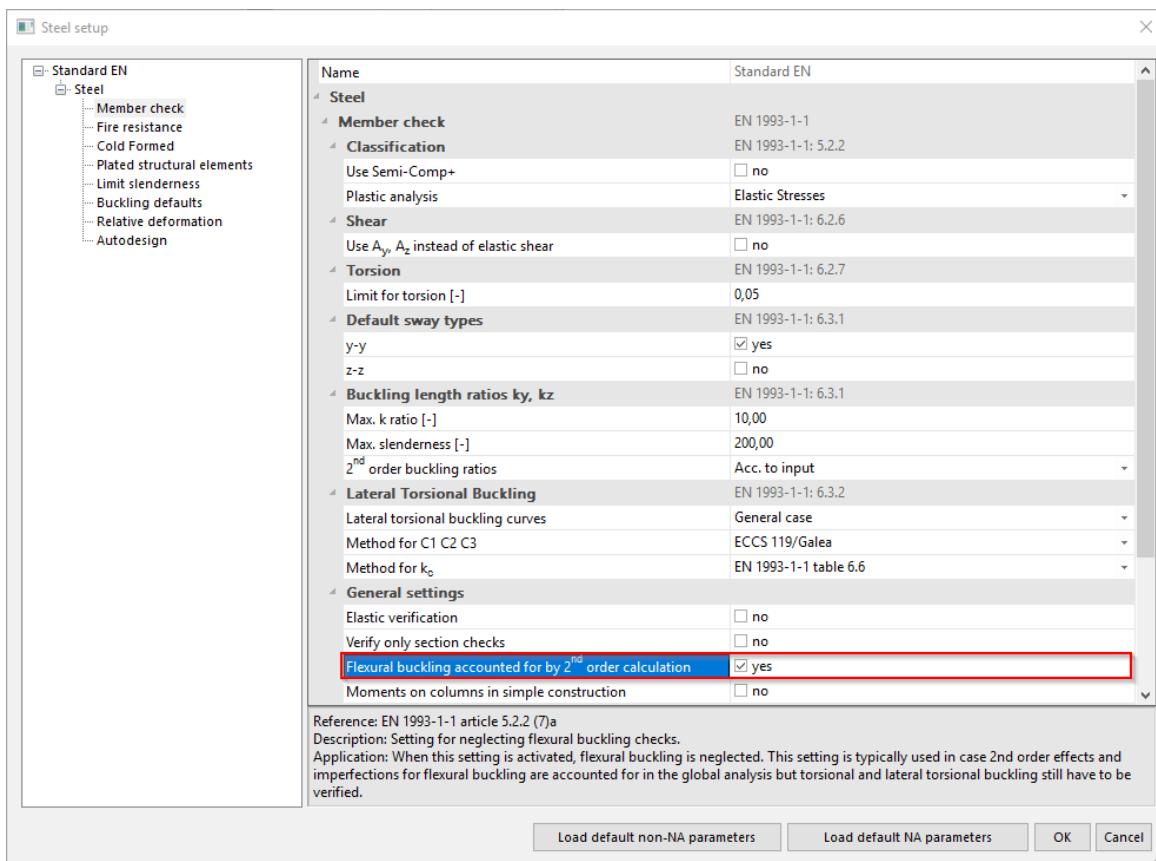 Steel setup
Standard EN
Steel
Member check
Fire resistance
Cold Formed
Plated structural elements
Limit slenderness
Buckling defaults
Relative deformation
Autodesign
Name Standard EN
Steel
Member check EN 1993-1-1
Classification EN 1993-1-1: 5.2.2
Use Semi-Comp+ no
Plastic analysis Elastic Stresses
Shear EN 1993-1-1: 6.2.6
Use Ay, Az instead of elastic shear no
Torsion EN 1993-1-1: 6.2.7
Limit for torsion [-] 0,05
Default sway types EN 1993-1-1: 6.3.1
y-y yes
z-z no
Buckling length ratios ky, kz EN 1993-1-1: 6.3.1
Max. k ratio [-] 10,00
Max. slenderness [-] 200,00
2nd order buckling ratios Acc. to input
Lateral Torsional Buckling EN 1993-1-1: 6.3.2
Lateral torsional buckling curves General case
Method for C1 C2 C3 ECCS 119/Galea
Method for kc EN 1993-1-1 table 6.6
General settings
Elastic verification no
Verify only section checks no
Flexural buckling accounted for by 2nd order calculation yes
Moments on columns in simple construction no
Reference: EN 1993-1-1 article 5.2.2 (7)a
Description: Setting for neglecting flexural buckling checks.
Application: When this setting is activated, flexural buckling is neglected. This setting is typically used in case 2nd order effects and
imperfections for flexural buckling are accounted for in the global analysis but torsional and lateral torsional buckling still have to be
verified.
Load default non-NA parameters Load default NA parameters OK Cancel